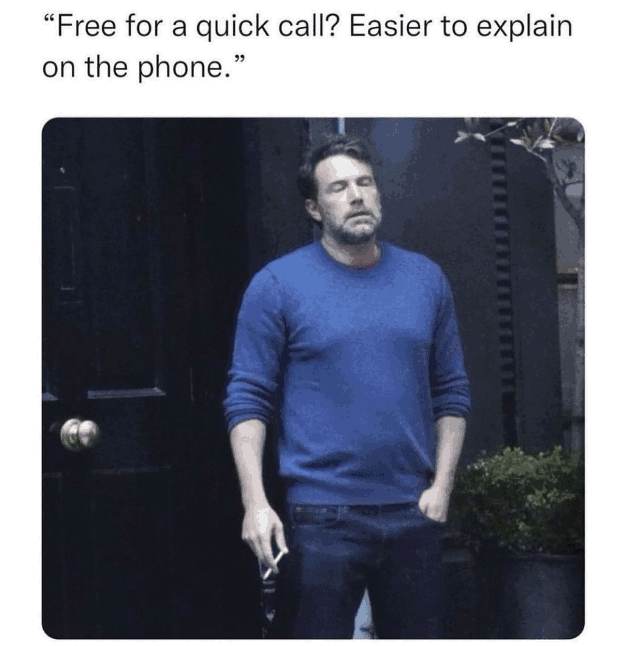 “Free for a quick call? Easier to explain
on the phone.”